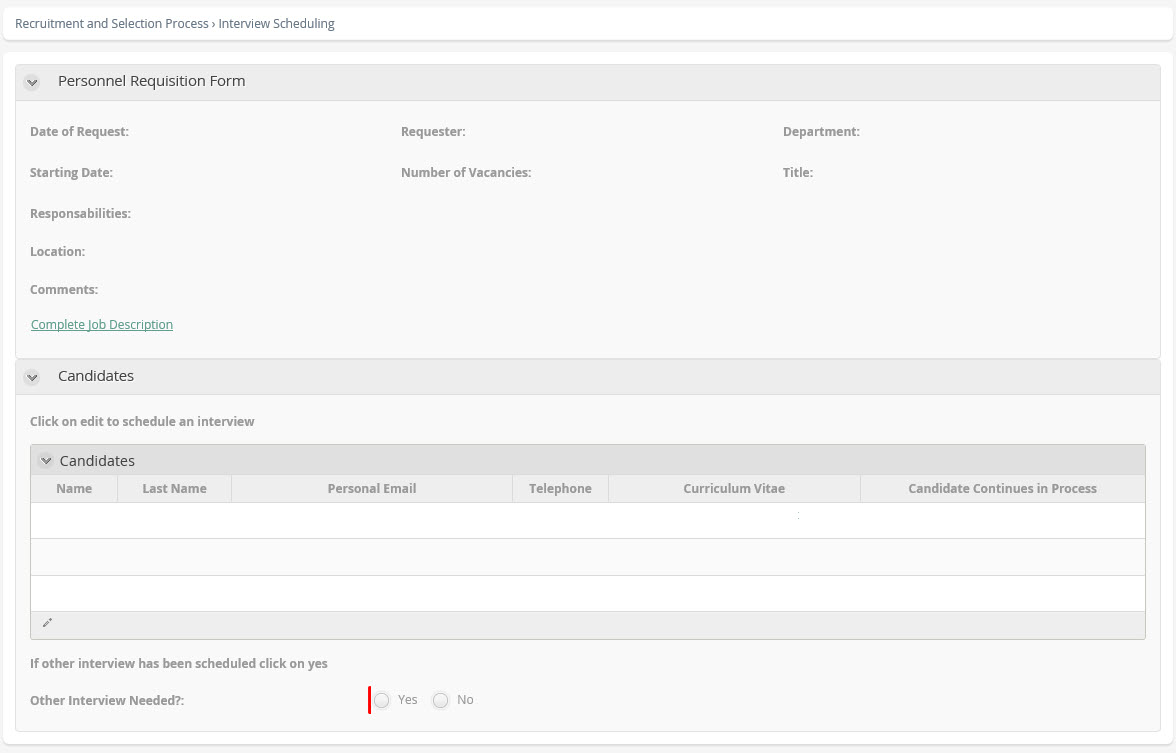 Recruitment and Selection Process › Interview Scheduling
Personnel Requisition Form
Date of Request: Requester: Department:
Starting Date: Number of Vacancies: Title:
Responsabilities:
Location:
Comments:
Complete Job Description
Candidates
Click on edit to schedule an interview
Candidates
Name Last Name Personal Email Telephone Curriculum Vitae Candidate Continues in Process
If other interview has been scheduled click on yes
Other Interview Needed?: Yes No